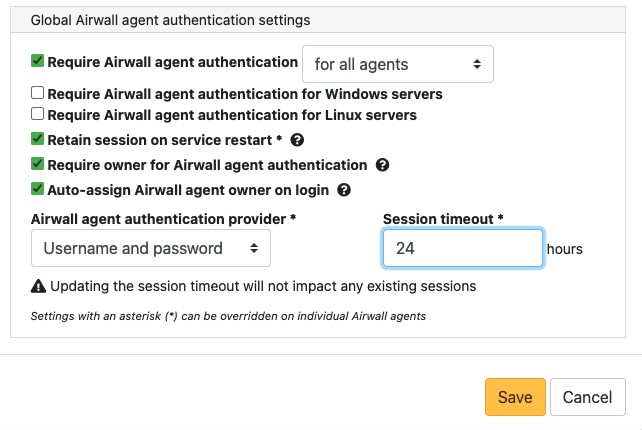 Global Airwall agent authentication settings
Require Airwall agent authentication for all agents
Require Airwall agent authentication for Windows servers
Require Airwall agent authentication for Linux servers
Retain session on service restart * ?
Require owner for Airwall agent authentication ?
Auto-assign Airwall agent owner on login ?
Airwall agent authentication provider * Session timeout *
Username and password 24 hours
Updating the session timeout will not impact any existing sessions
Settings with an asterisk (*) can be overridden on individual Airwall agents
Save Cancel